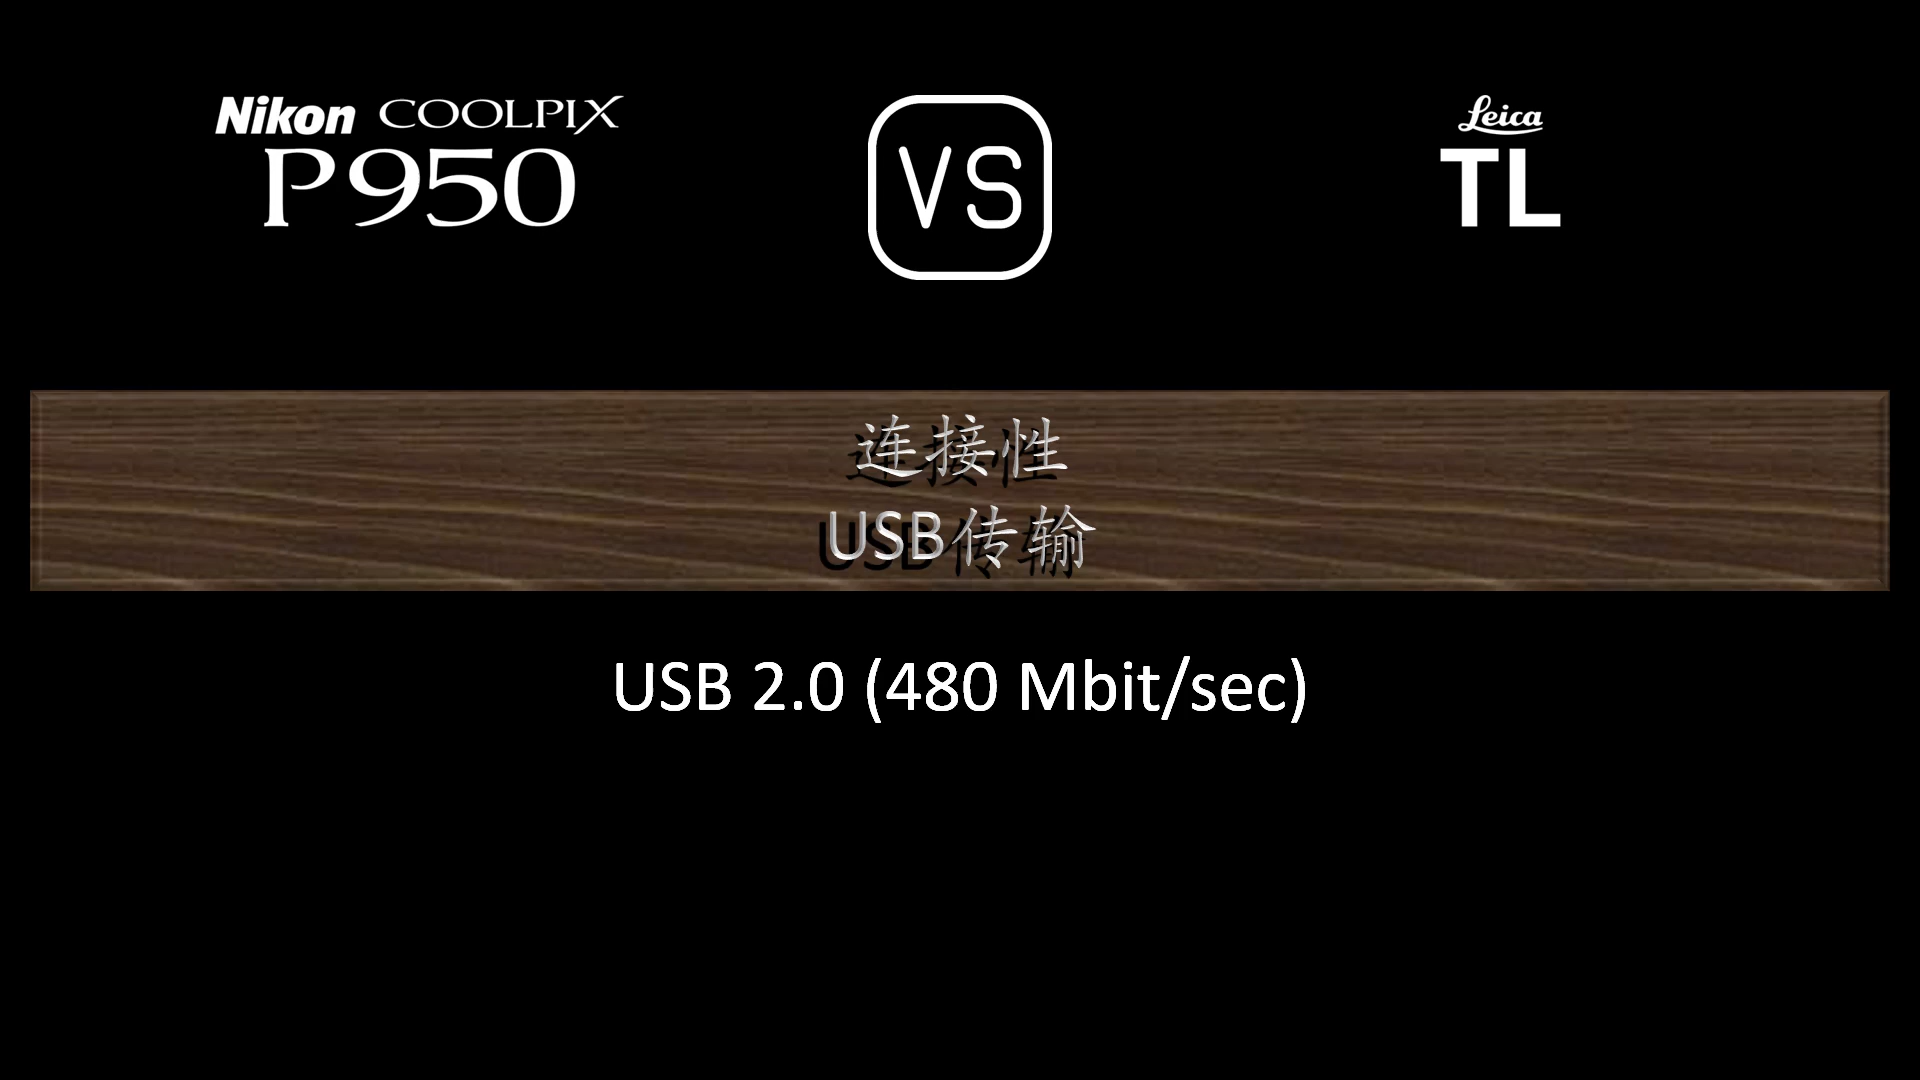 Nikon COOLPIX
P950
VS
Leica
TL
连接性
USB传输
USB 2.0 (480 Mbit/sec)